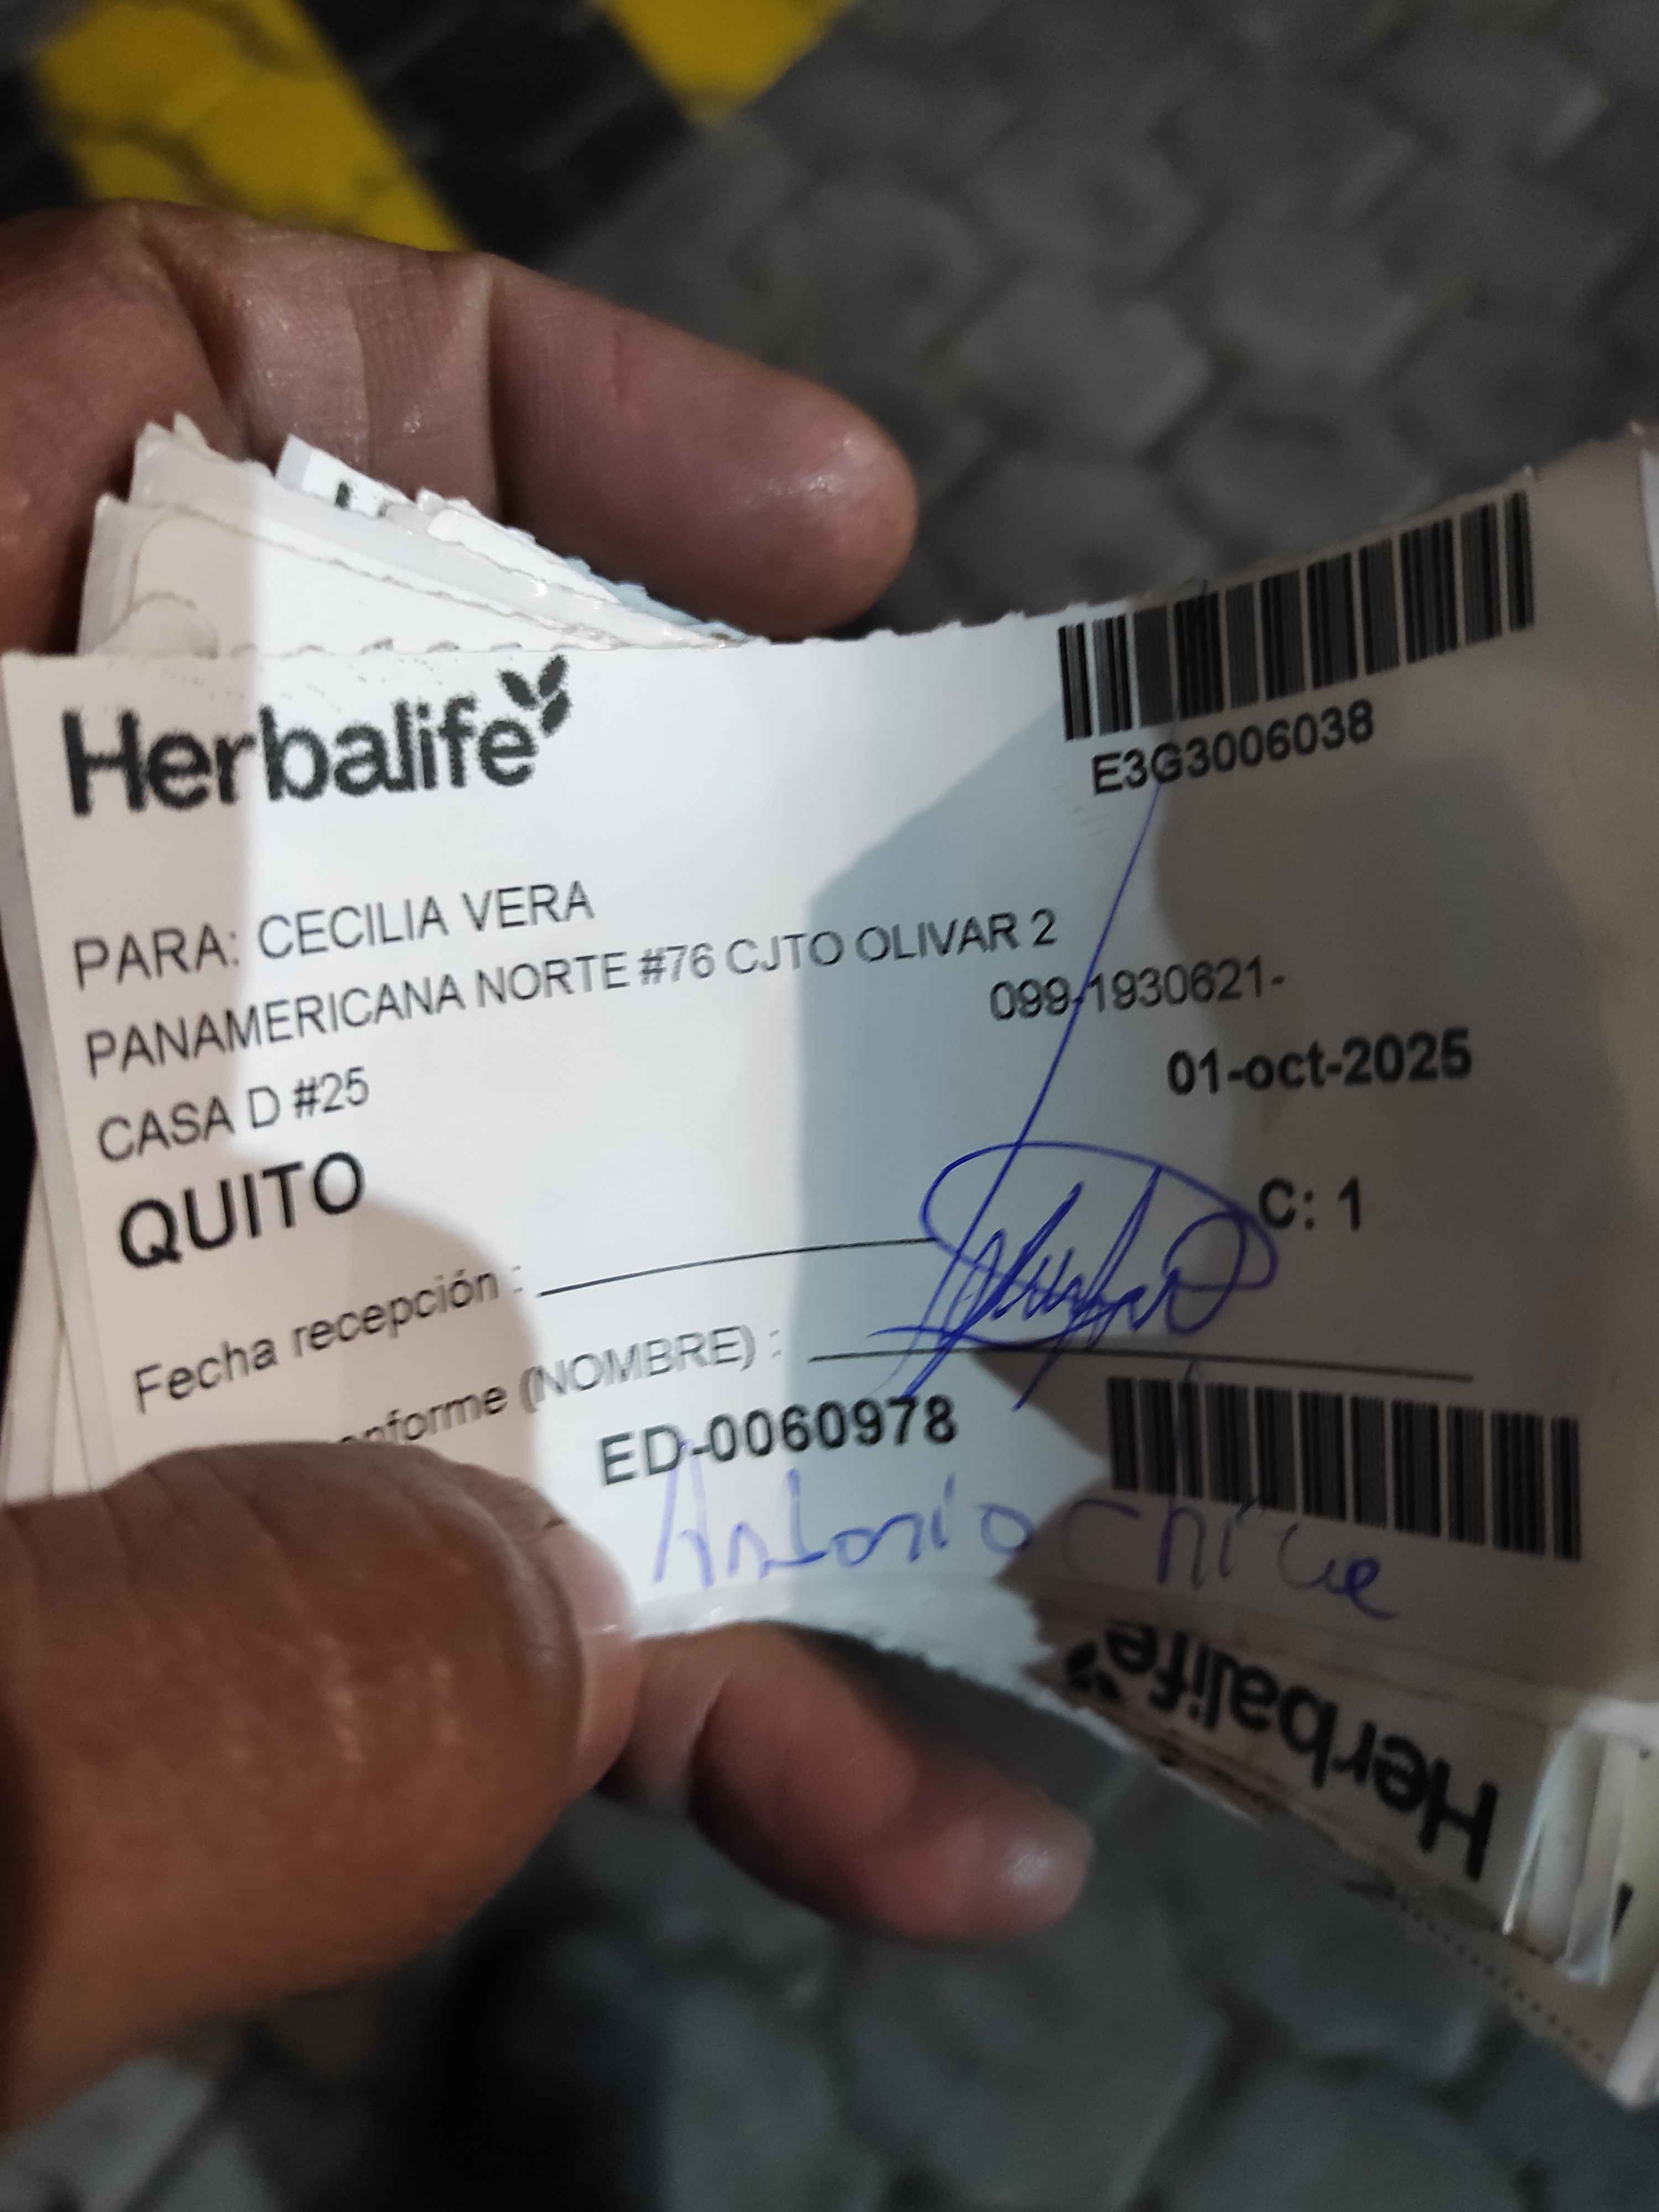 Herbalife
E3G3006038
PARA: CECILIA VERA
PANAMERICANA NORTE #76 CJTO OLIVAR 2
099-1930621-
CASA D #25
01-oct-2025
QUITO
C: 1
Fecha recepción :
onforme (NOMBRE) :
ED-0060978
Antonio
Herbalife